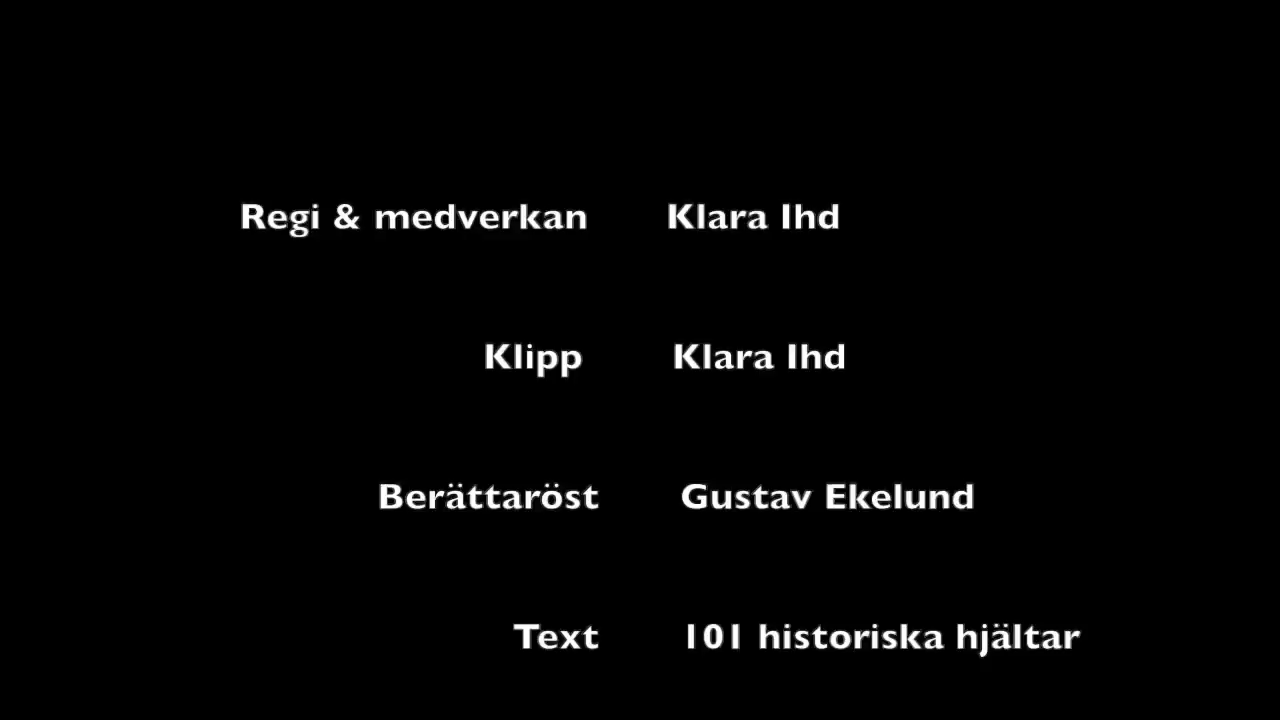 Regi & medverkan Klara Ihd
Klipp Klara Ihd
Berättaröst Gustav Ekelund
Text 101 historiska hjältar